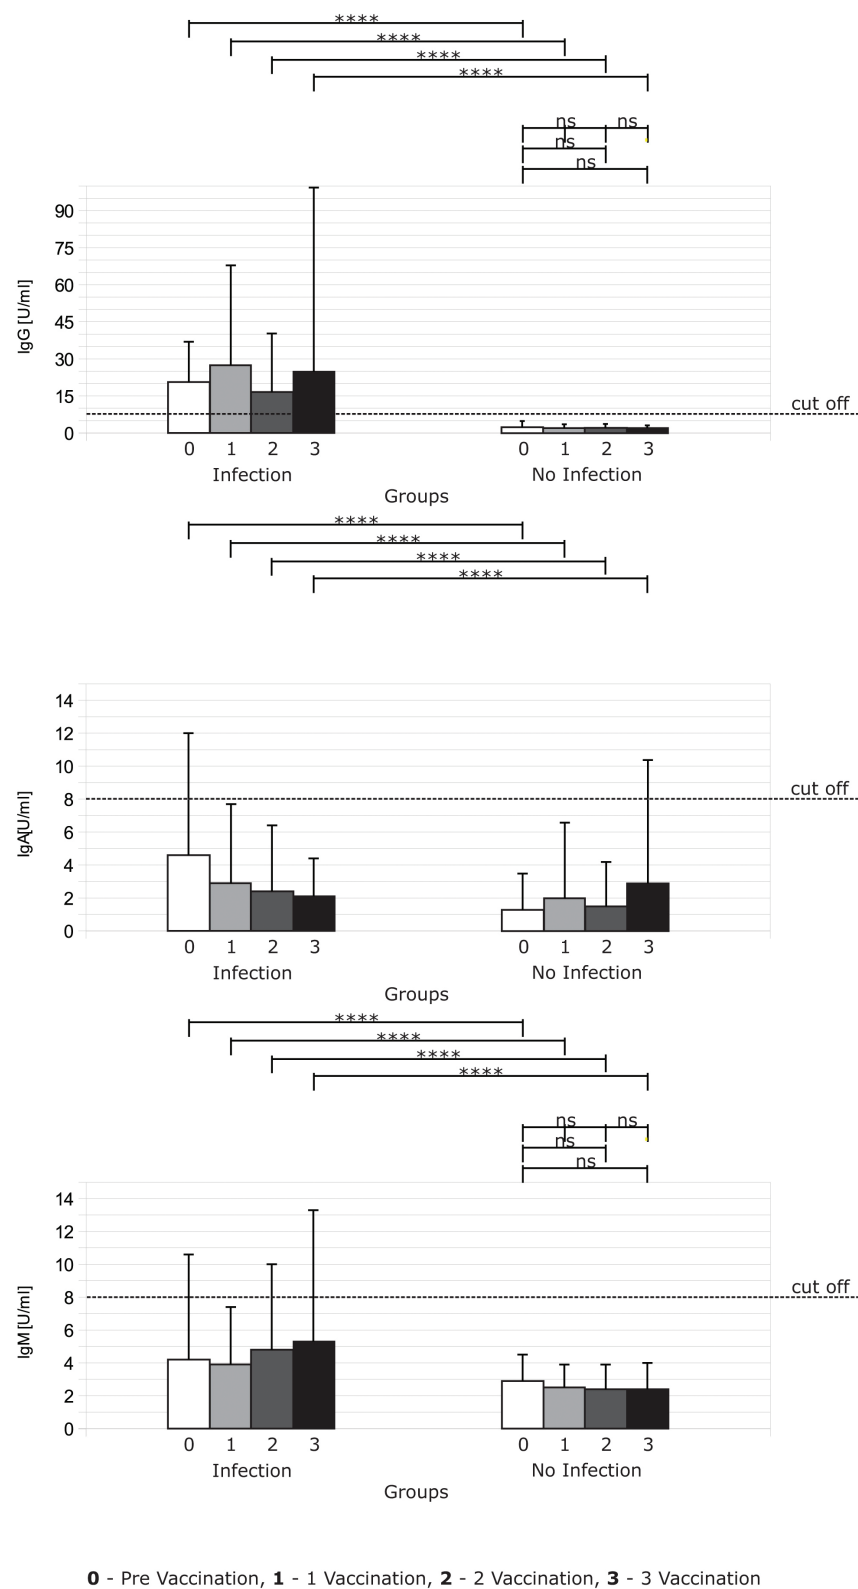 ****
****
****
****
ns ns
ns
ns
90
75
60
45
30
15
0
IgG [U/ml]
cut off
0 1 2 3 0 1 2 3
Infection No Infection
Groups
****
****
****
****
14
12
10
8
6
4
2
0
IgA[U/ml]
cut off
0 1 2 3 0 1 2 3
Infection No Infection
Groups
****
****
****
****
ns ns
ns
ns
14
12
10
8
6
4
2
0
IgM [U/ml]
cut off
0 1 2 3 0 1 2 3
Infection No Infection
Groups
0 - Pre Vaccination, 1 - 1 Vaccination, 2 - 2 Vaccination, 3 - 3 Vaccination